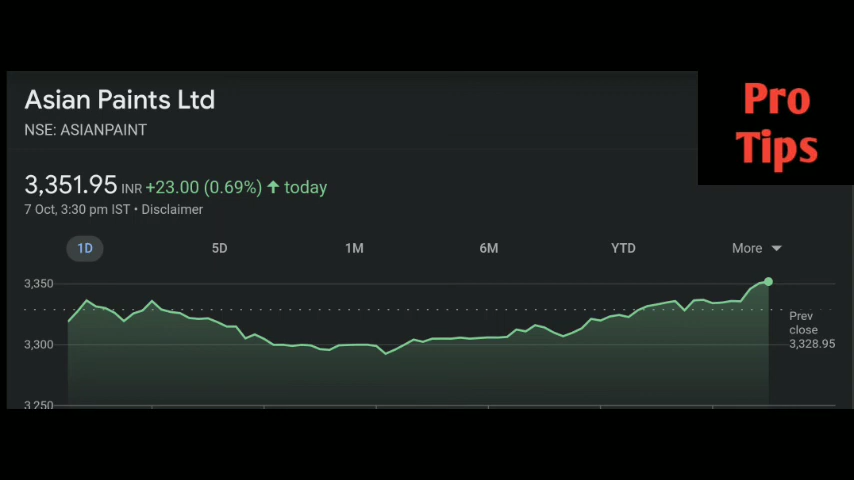 Asian Paints Ltd
NSE: ASIANPAINT
Pro
Tips
3,351.95 INR +23.00 (0.69%) ↑ today
7 Oct, 3:30 pm IST • Disclaimer
1D 5D 1M 6M YTD More
3,350
Prev
close
3,328.95
3,300
3,250